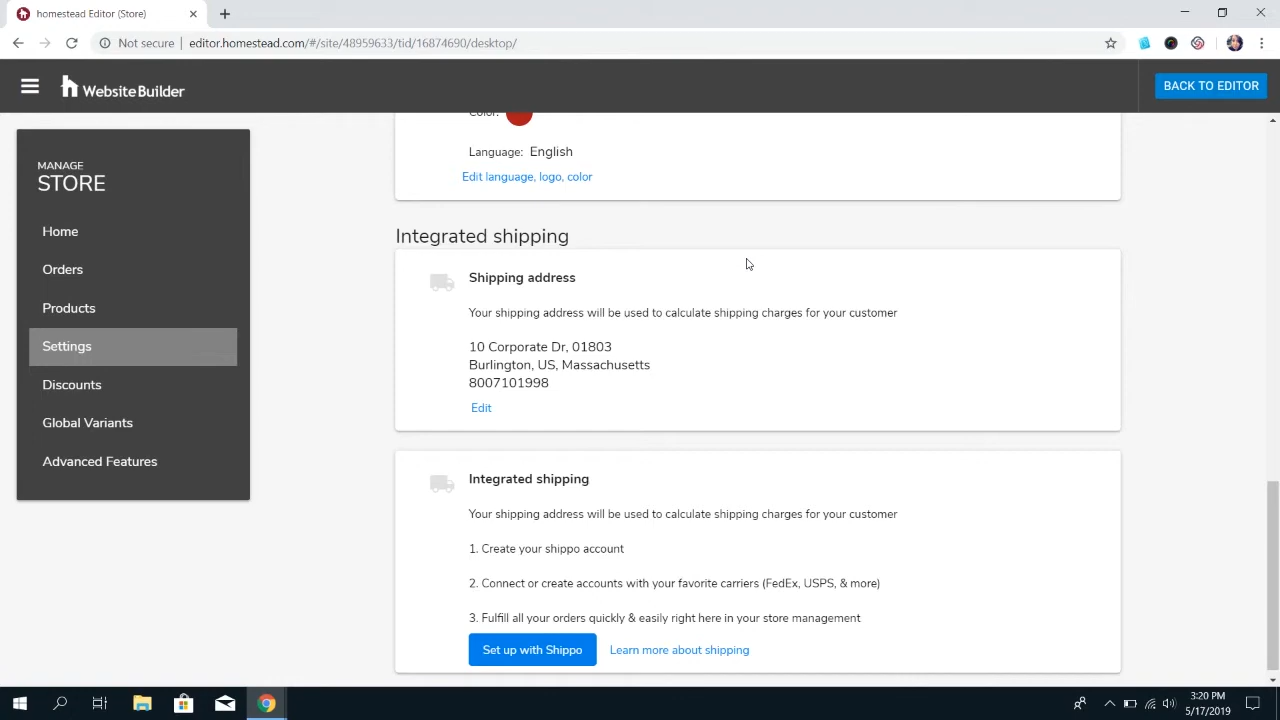 homestead Editor (Store)
Not secure
editor.homestead.com/#/site/48959633/tid/16874690/desktop/
h WebsiteBuilder
BACK TO EDITOR
MANAGE
STORE
Home
Orders
Products
Settings
Discounts
Global Variants
Advanced Features
Color:
Language: English
Edit language, logo, color
Integrated shipping
Shipping address
Your shipping address will be used to calculate shipping charges for your customer
10 Corporate Dr, 01803
Burlington, US, Massachusetts
8007101998
Edit
Integrated shipping
Your shipping address will be used to calculate shipping charges for your customer
1. Create your shippo account
2. Connect or create accounts with your favorite carriers (FedEx, USPS, & more)
3. Fulfill all your orders quickly & easily right here in your store management
Set up with Shippo
Learn more about shipping
3:20 PM
5/17/2019